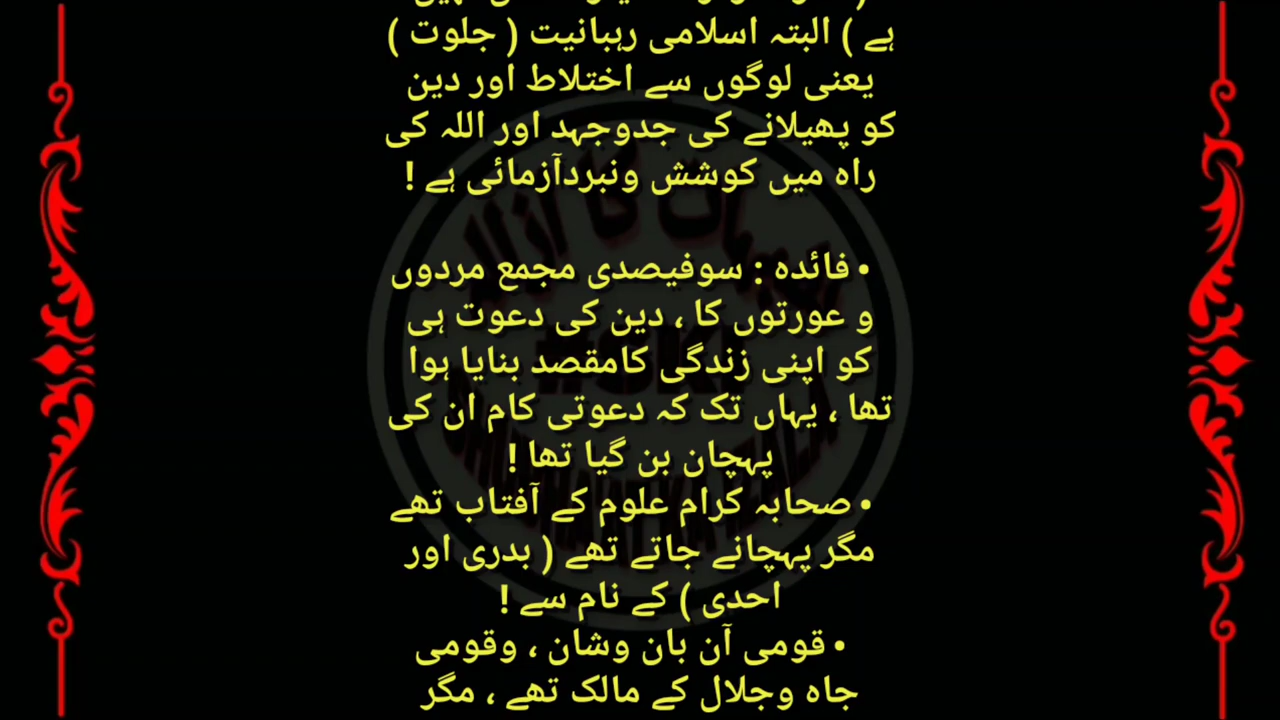 ہے ) البتہ اسلامی رہبانیت ( جلوت )
یعنی لوگوں سے اختلاط اور دین
کو پھیلانے کی جدوجہد اور اللہ کی
راہ میں کوشش ونبردآزمائی ہے !
• فائدہ : سوفیصدی مجمع مردوں
و عورتوں کا ، دین کی دعوت ہی
کو اپنی زندگی کامقصد بنایا ہوا
تھا ، یہاں تک کہ دعوتی کام ان کی
پہچان بن گیا تھا !
• صحابہ کرام علوم کے آفتاب تھے
مگر پہچانے جاتے تھے ( بدری اور
احدی ) کے نام سے !
• قومی آن بان وشان ، وقومی
جاہ وجلال کے مالک تھے ، مگر